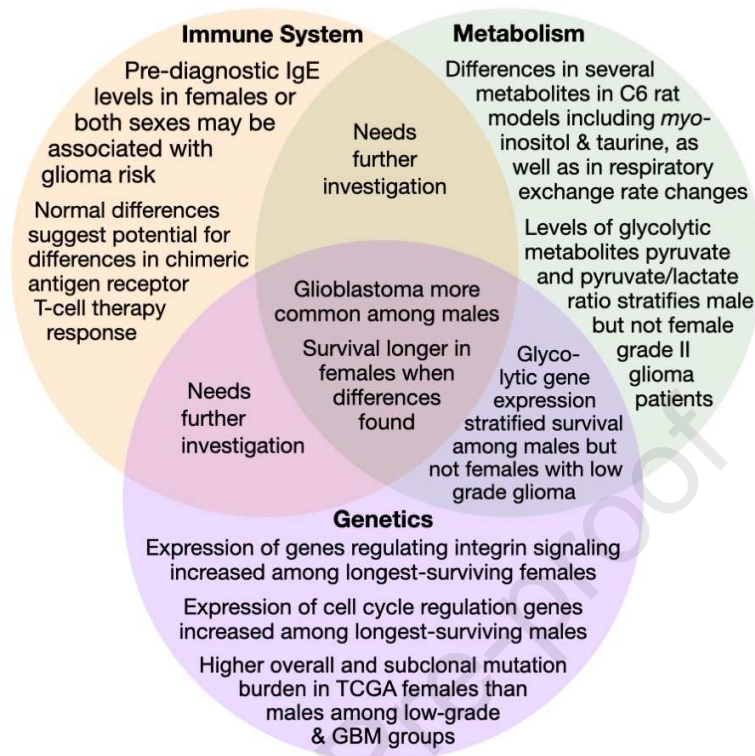 Immune System
Pre-diagnostic IgE
levels in females or
both sexes may be
associated with
glioma risk
Normal differences
suggest potential for
differences in chimeric
antigen receptor
T-cell therapy
response
Metabolism
Differences in several
metabolites in C6 rat
models including myo-
inositol & taurine, as
well as in respiratory
exchange rate changes
Levels of glycolytic
metabolites pyruvate
and pyruvate/lactate
ratio stratifies male
but not female
grade II
glioma
patients
Needs
further
investigation
Glioblastoma more
common among males
Survival longer in
females when
differences
found
Needs
further
investigation
Glyco-
lytic gene
expression
stratified survival
among males but
not females with low
grade glioma
Genetics
Expression of genes regulating integrin signaling
increased among longest-surviving females
Expression of cell cycle regulation genes
increased among longest-surviving males
Higher overall and subclonal mutation
burden in TCGA females than
males among low-grade
& GBM groups
re-proof